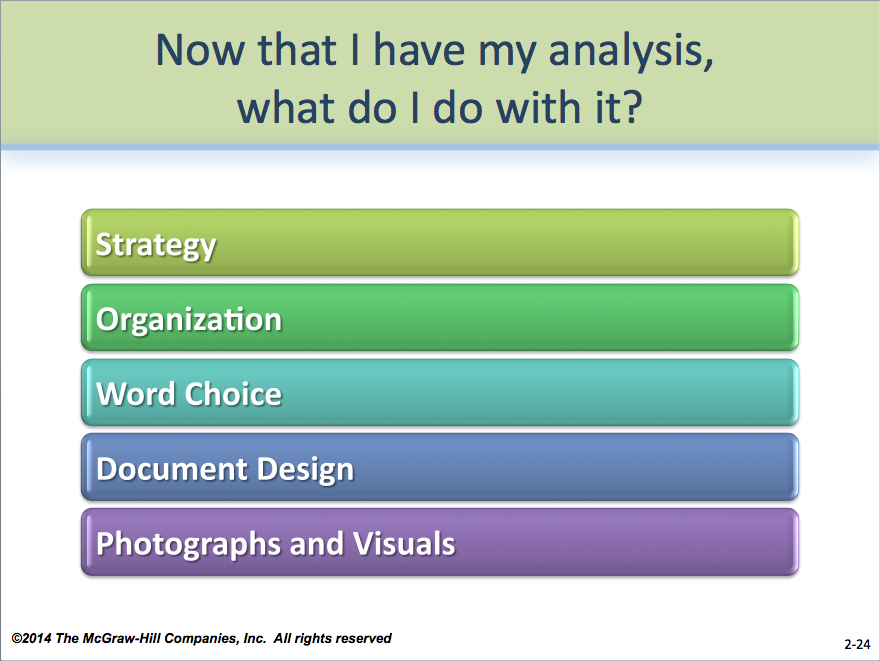 Now that I have my analysis,
what do I do with it?
Strategy
Organization
Word Choice
Document Design
Photographs and Visuals
©2014 The McGraw-Hill Companies, Inc.  All rights reserved
2-24